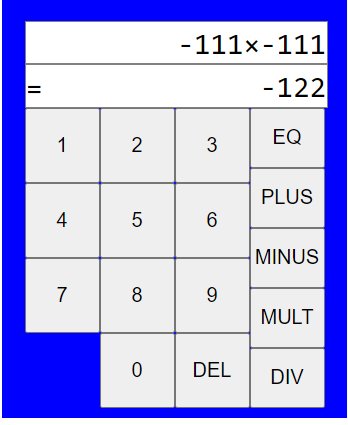 -111×-111
= -122
1 2 3 EQ
PLUS
4 5 6
MINUS
7 8 9
MULT
0 DEL DIV